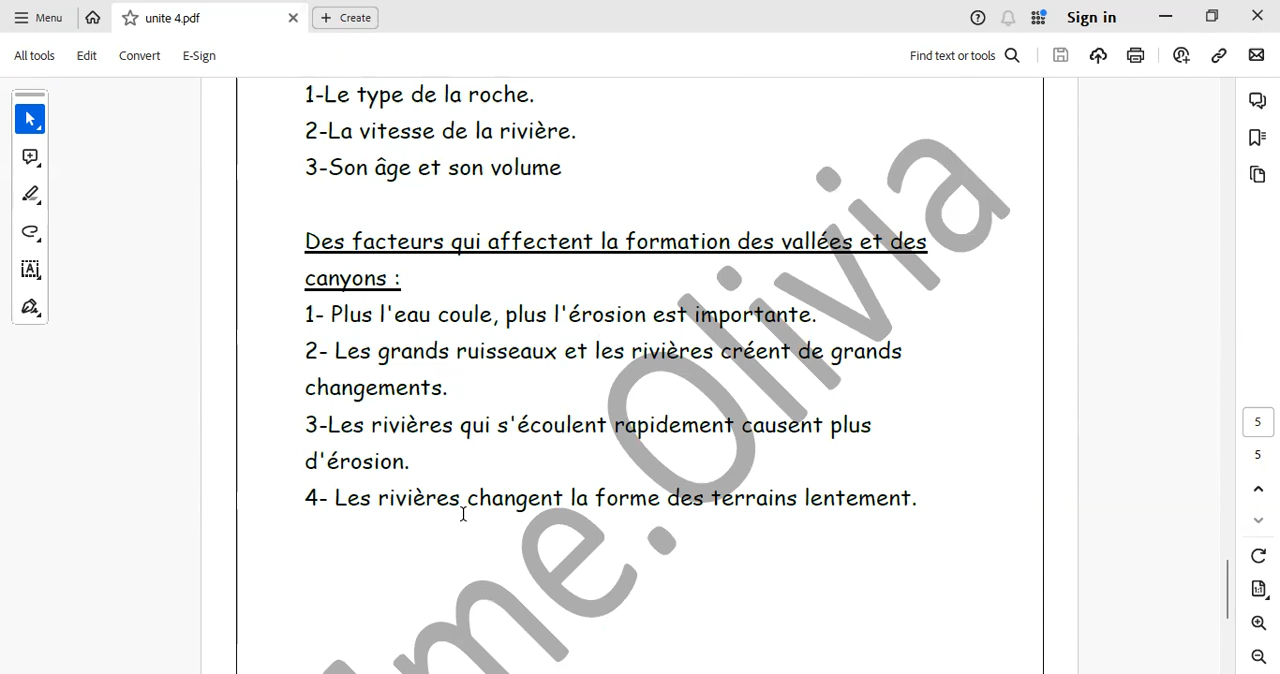 Menu
unite 4.pdf
Create
Sign in
All tools
Edit
Convert
E-Sign
Find text or tools
1-Le type de la roche.
2-La vitesse de la rivière.
3-Son âge et son volume
Des facteurs qui affectent la formation des vallées et des
canyons :
1- Plus l'eau coule, plus l'érosion est importante.
2- Les grands ruisseaux et les rivières créent de grands
changements.
3-Les rivières qui s'écoulent rapidement causent plus
d'érosion.
4- Les rivières changent la forme des terrains lentement.
me.Olivia
5
5